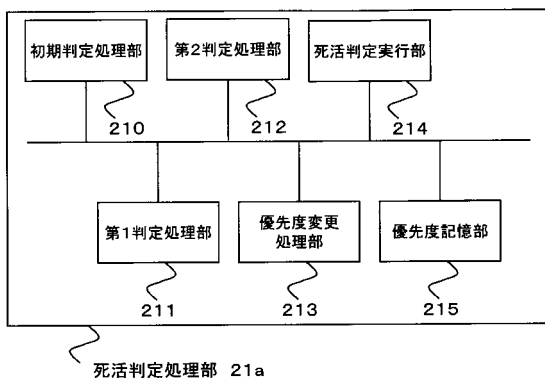 初期判定処理部
第2判定処理部
死活判定実行部
210
212
214
第1判定処理部
優先度変更
処理部
優先度記憶部
211
213
215
死活判定処理部 21a